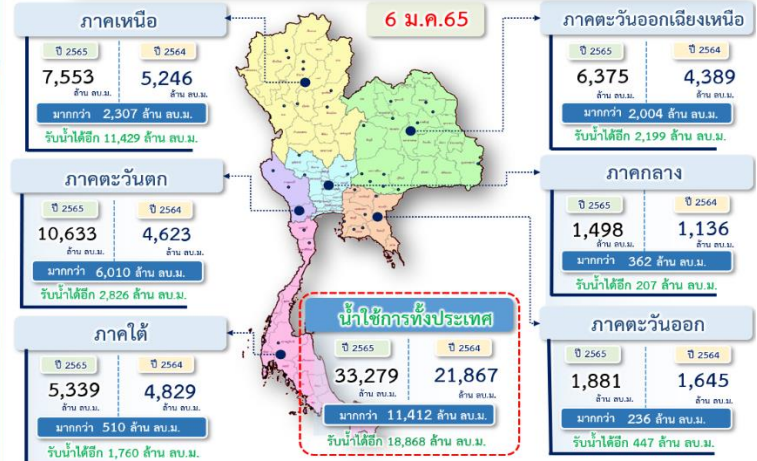 6 ม.ค.65
ภาคเหนือ
ปี 2565 ปี 2564
7,553 5,246
ล้าน ลบ.ม. ล้าน ลบ.ม.
มากกว่า 2,307 ล้าน ลบ.ม.
รับน้ำได้อีก 11,429 ล้าน ลบ.ม.
ภาคตะวันตก
ปี 2565 ปี 2564
10,633 4,623
ล้าน ลบ.ม. ล้าน ลบ.ม.
มากกว่า 6,010 ล้าน ลบ.ม.
รับน้ำได้อีก 2,826 ล้าน ลบ.ม.
ภาคใต้
ปี 2565 ปี 2564
5,339 4,829
ล้าน ลบ.ม. ล้าน ลบ.ม.
มากกว่า 510 ล้าน ลบ.ม.
รับน้ำได้อีก 1,760 ล้าน ลบ.ม.
น้ำใช้การทั้งประเทศ
ปี 2565 ปี 2564
33,279 21,867
ล้าน ลบ.ม. ล้าน ลบ.ม.
มากกว่า 11,412 ล้าน ลบ.ม.
รับน้ำได้อีก 18,868 ล้าน ลบ.ม.
ภาคตะวันออกเฉียงเหนือ
ปี 2565 ปี 2564
6,375 4,389
ล้าน ลบ.ม. ล้าน ลบ.ม.
มากกว่า 2,004 ล้าน ลบ.ม.
รับน้ำได้อีก 2,199 ล้าน ลบ.ม.
ภาคกลาง
ปี 2565 ปี 2564
1,498 1,136
ล้าน ลบ.ม. ล้าน ลบ.ม.
มากกว่า 362 ล้าน ลบ.ม.
รับน้ำได้อีก 207 ล้าน ลบ.ม.
ภาคตะวันออก
ปี 2565 ปี 2564
1,881 1,645
ล้าน ลบ.ม. ล้าน ลบ.ม.
มากกว่า 236 ล้าน ลบ.ม.
รับน้ำได้อีก 447 ล้าน ลบ.ม.